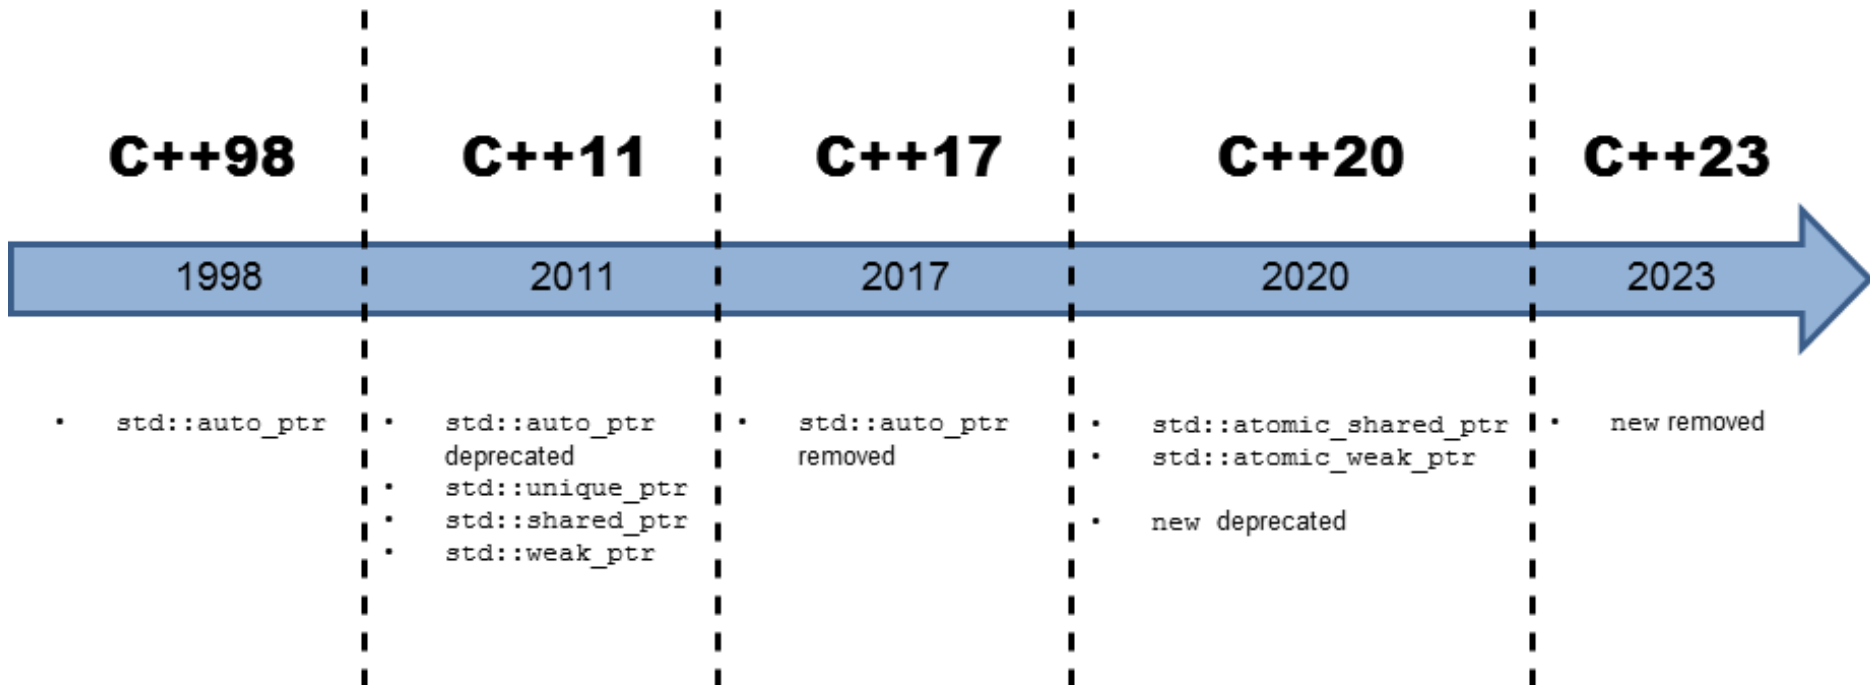 C++98
C++11
C++17
C++20
C++23
1998
2011
2017
2020
2023
• std::auto_ptr
• std::auto_ptr
deprecated
• std::unique_ptr
• std::shared_ptr
• std::weak_ptr
• std::auto_ptr
removed
• std::atomic_shared_ptr
• std::atomic_weak_ptr
• new deprecated
• new removed